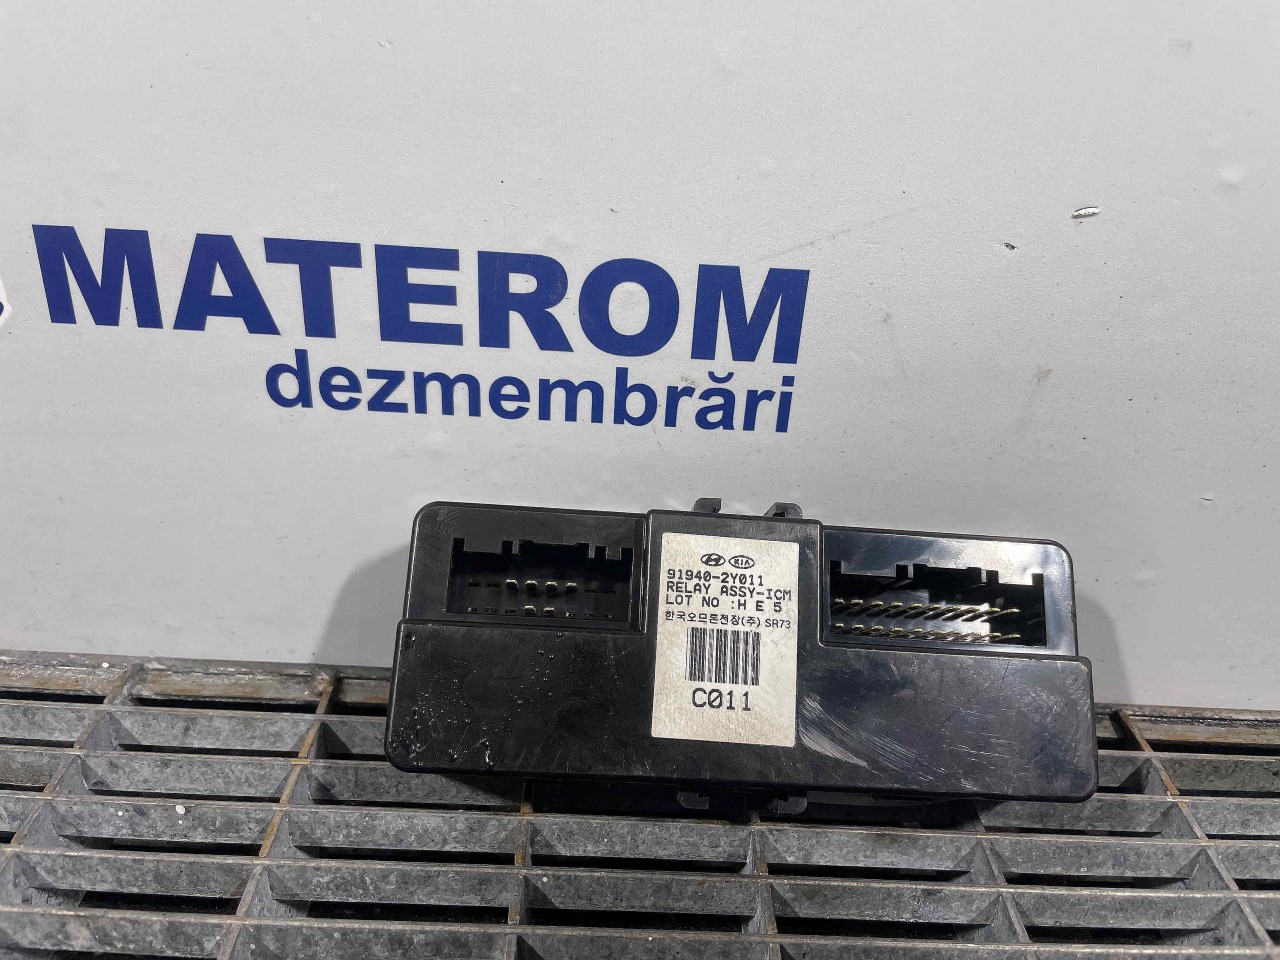 MATEROM
dezmembrări
KIA
91940-2Y011
RELAY ASSY-ICM
LOT NO :H E 5
한국오므론전장(주) SR73
C011